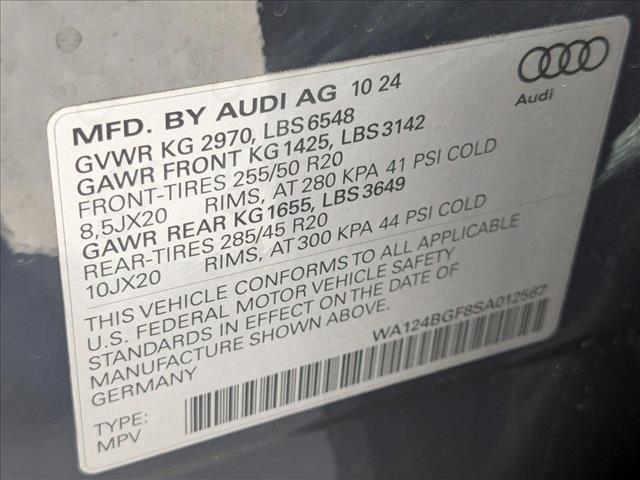 MFD. BY AUDI AG 10 24
Audi
GVWR KG 2970, LBS 6548
GAWR FRONT KG 1425, LBS 3142
FRONT-TIRES 255/50 R20
8,5JX20 RIMS, AT 280 KPA 41 PSI COLD
GAWR REAR KG 1655, LBS 3649
REAR-TIRES 285/45 R20
10JX20 RIMS, AT 300 KPA 44 PSI COLD
THIS VEHICLE CONFORMS TO ALL APPLICABLE
U.S. FEDERAL MOTOR VEHICLE SAFETY
STANDARDS IN EFFECT ON THE DATE OF
MANUFACTURE SHOWN ABOVE.
GERMANY
WA124BGF8SA012567
TYPE:
MPV